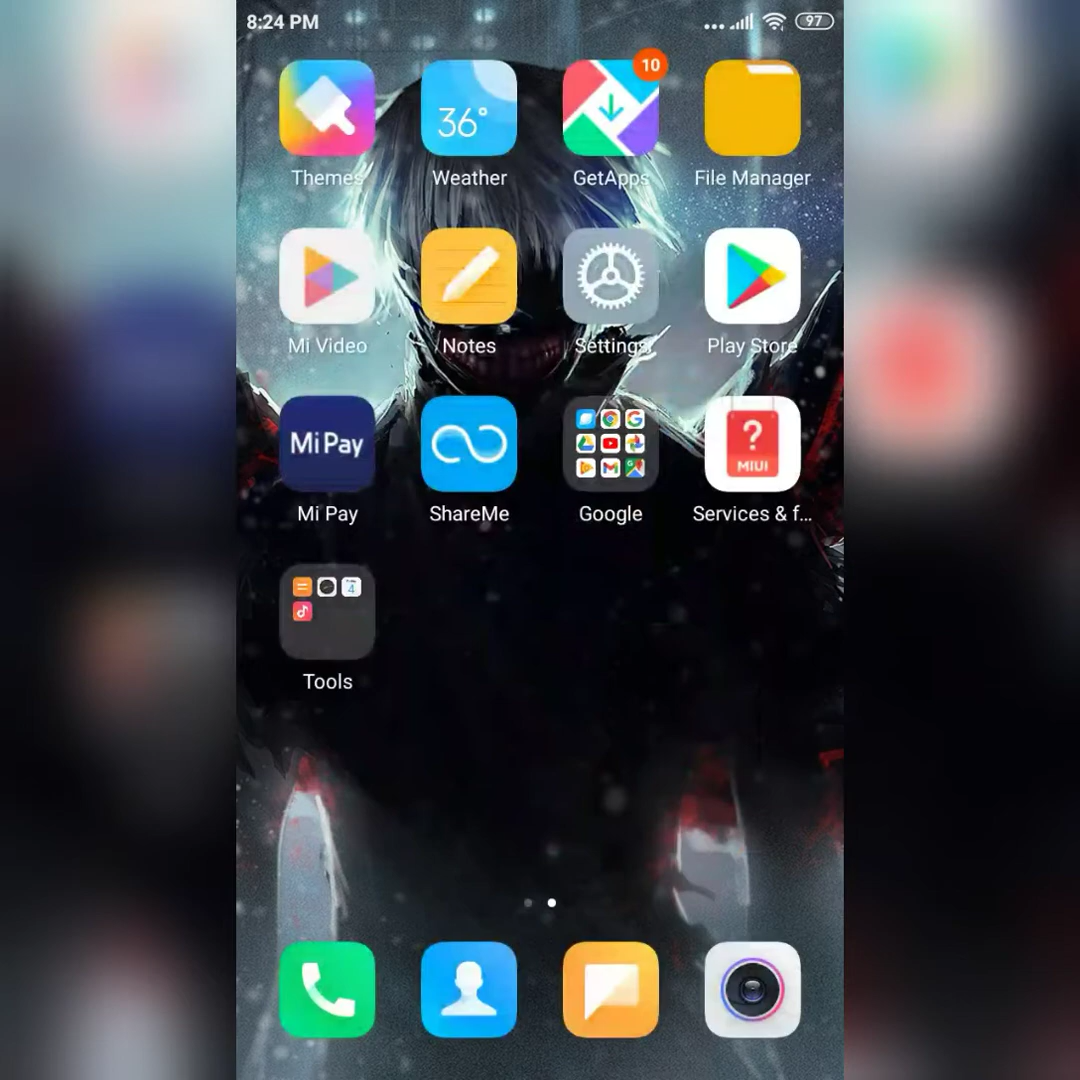 8:24 PM 97
10
36°
Themes Weather GetApps File Manager
Mi Video Notes Settings Play Store
Mi Pay
?
MIUI
Mi Pay ShareMe Google Services & f...
4
Tools